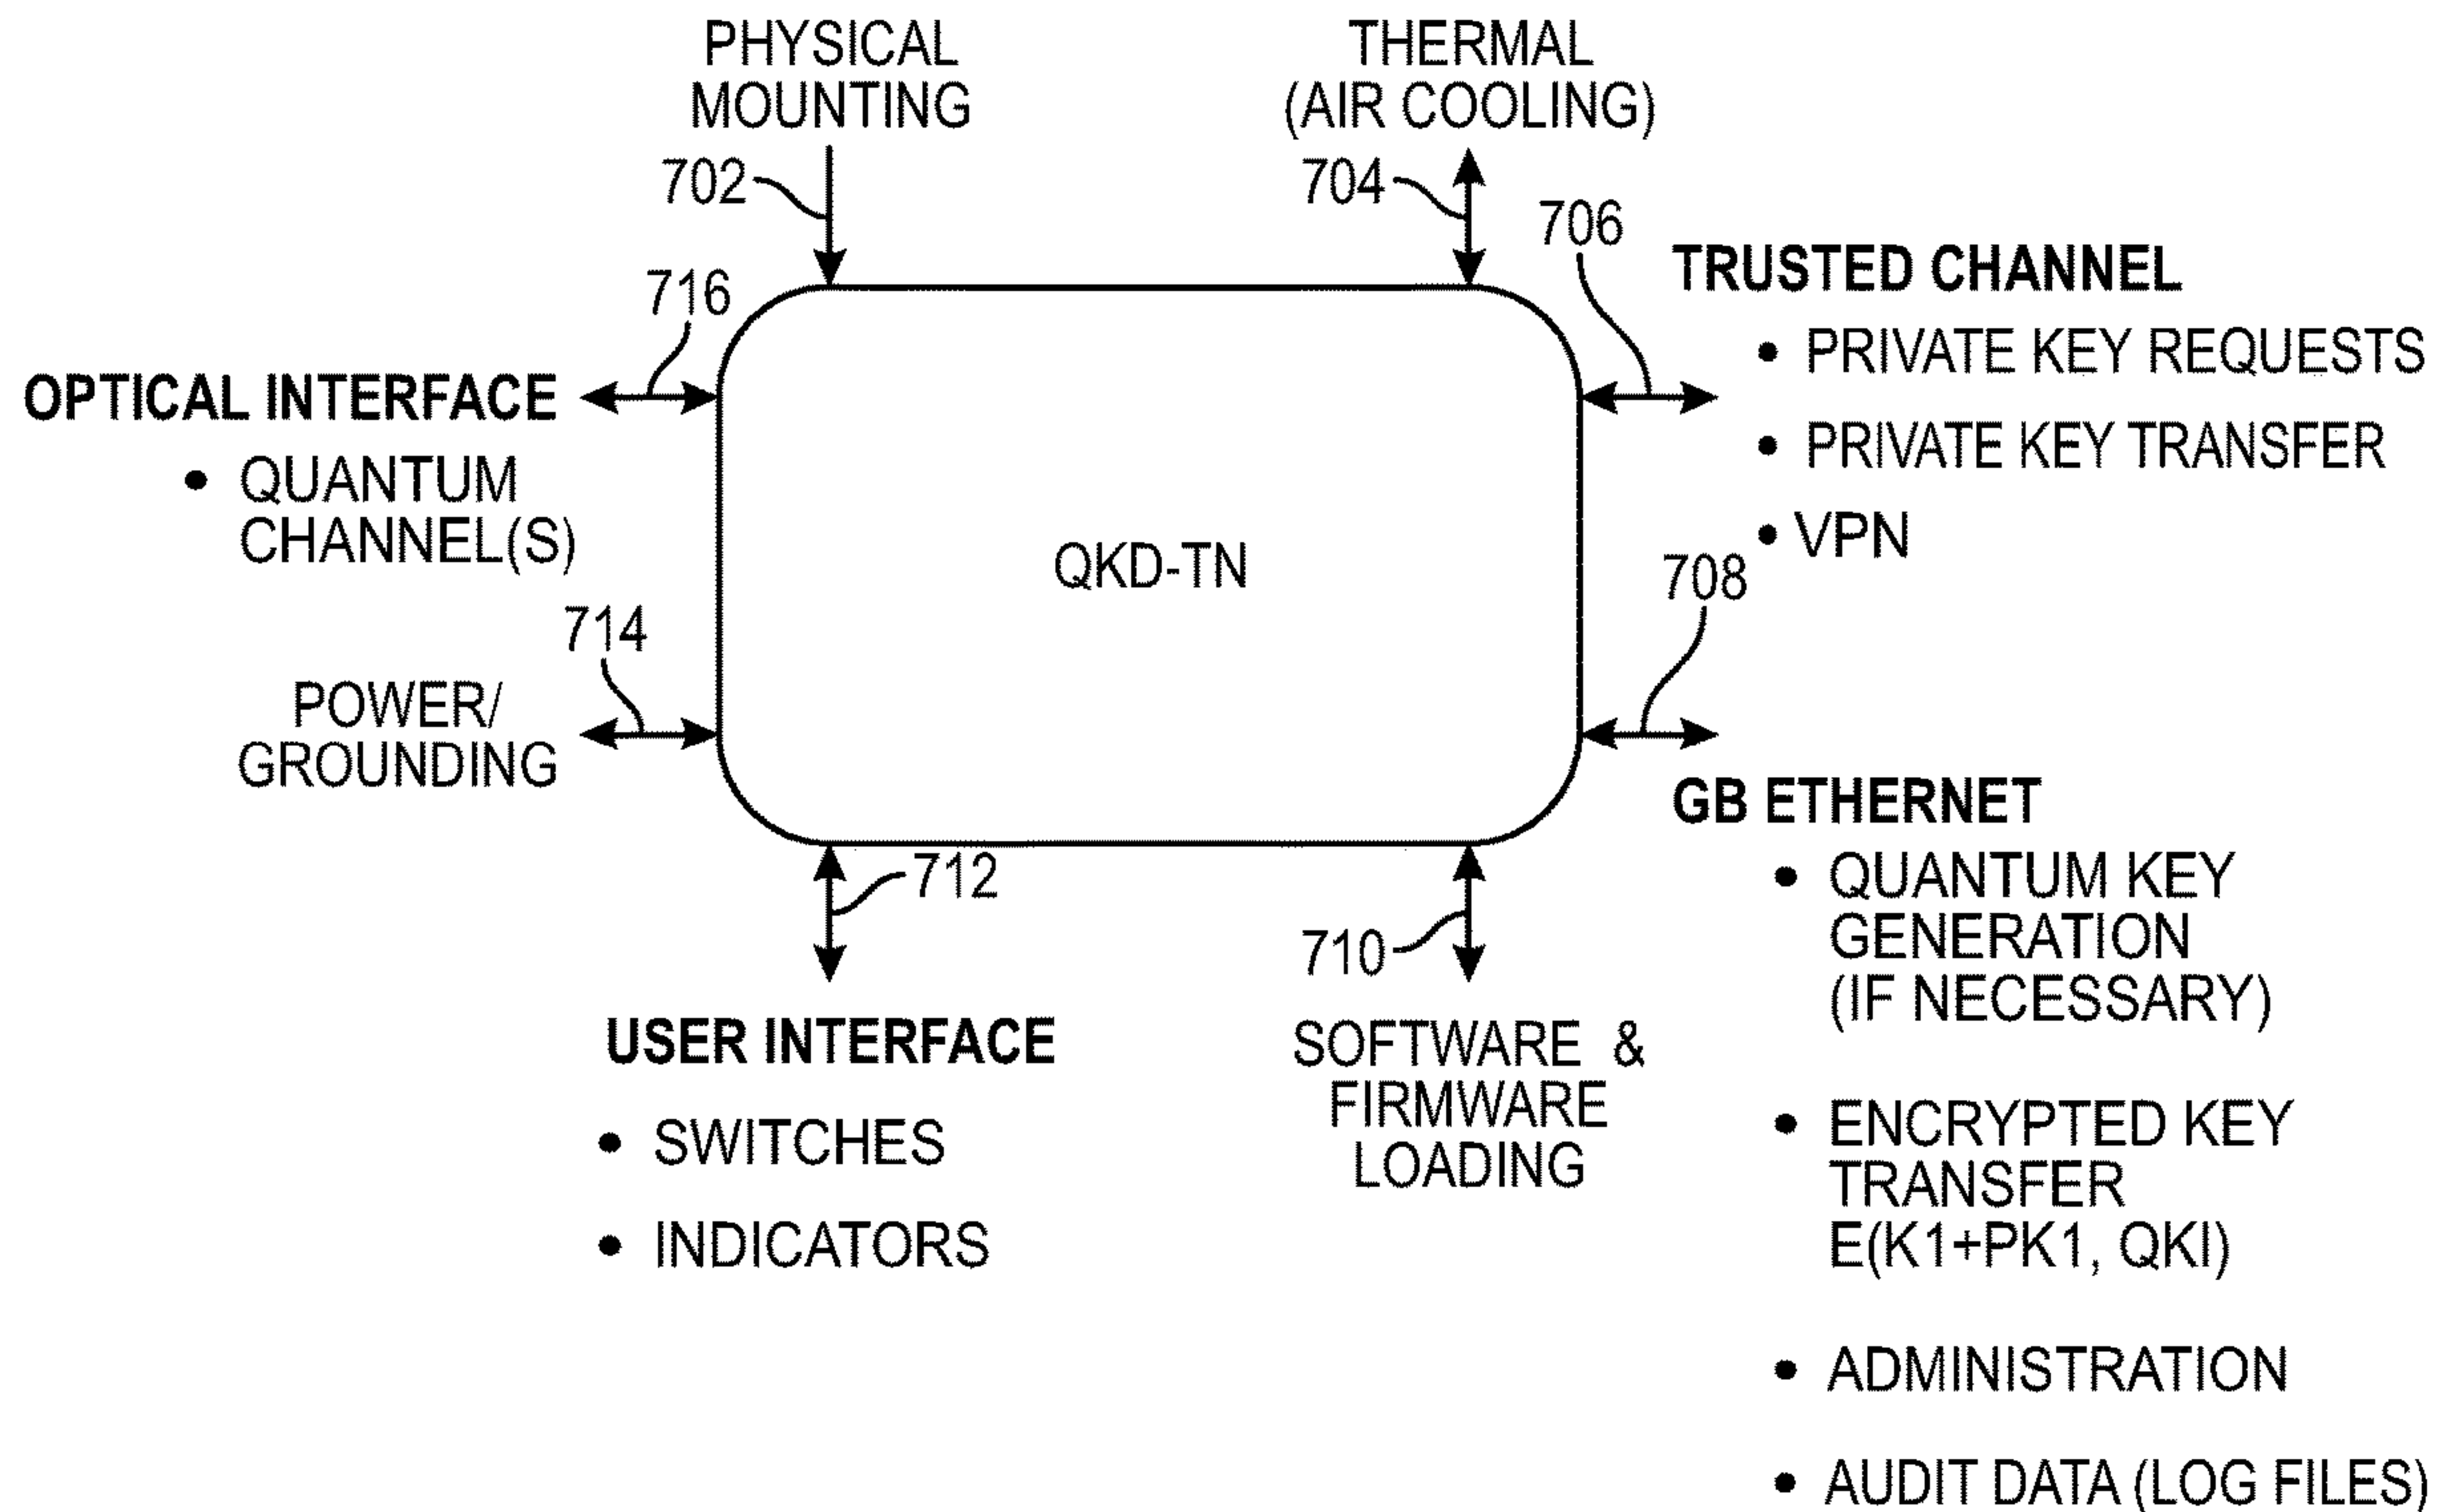 PHYSICAL
MOUNTING
702
THERMAL
(AIR COOLING)
704
706
TRUSTED CHANNEL
• PRIVATE KEY REQUESTS
• PRIVATE KEY TRANSFER
• VPN
716
OPTICAL INTERFACE
• QUANTUM
CHANNEL(S)
QKD-TN
708
714
POWER/
GROUNDING
GB ETHERNET
• QUANTUM KEY
GENERATION
(IF NECESSARY)
• ENCRYPTED KEY
TRANSFER
E(K1+PK1, QKI)
• ADMINISTRATION
• AUDIT DATA (LOG FILES)
712
USER INTERFACE
• SWITCHES
• INDICATORS
710
SOFTWARE &
FIRMWARE
LOADING